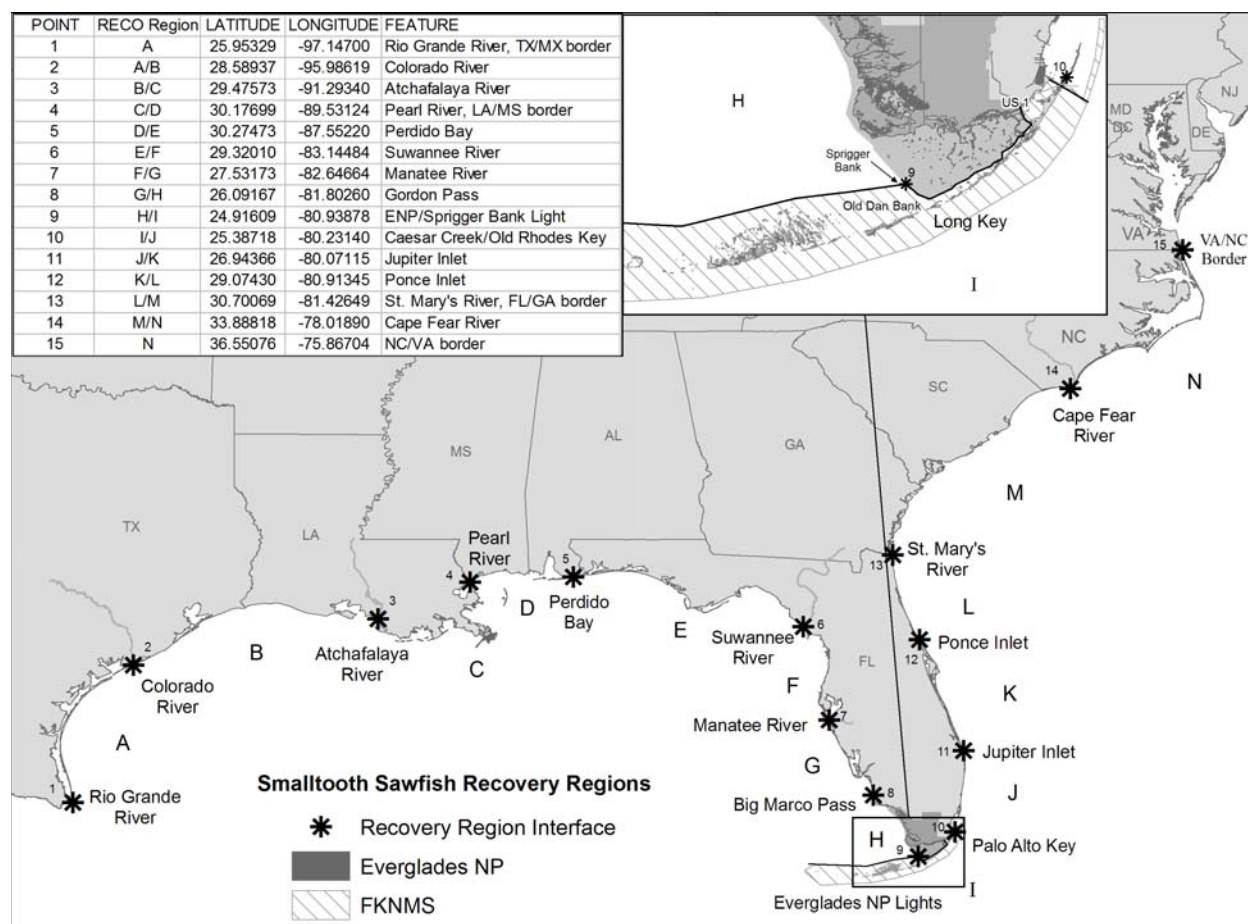 POINT RECO Region LATITUDE LONGITUDE FEATURE
1 A 25.95329 -97.14700 Rio Grande River, TX/MX border
2 A/B 28.58937 -95.98619 Colorado River
3 B/C 29.47573 -91.29340 Atchafalaya River
4 C/D 30.17699 -89.53124 Pearl River, LA/MS border
5 D/E 30.27473 -87.55220 Perdido Bay
6 E/F 29.32010 -83.14484 Suwannee River
7 F/G 27.53173 -82.64664 Manatee River
8 G/H 26.09167 -81.80260 Gordon Pass
9 H/I 24.91609 -80.93878 ENP/Sprigger Bank Light
10 I/J 25.38718 -80.23140 Caesar Creek/Old Rhodes Key
11 J/K 26.94366 -80.07115 Jupiter Inlet
12 K/L 29.07430 -80.91345 Ponce Inlet
13 L/M 30.70069 -81.42649 St. Mary's River, FL/GA border
14 M/N 33.88818 -78.01890 Cape Fear River
15 N 36.55076 -75.86704 NC/VA border
H
10
US 1
Sprigger
Bank
9
Old Dan Bank
Long Key
I
MD
DC
DE
NJ
VA
15
VA/NC
Border
NC
14
N
SC
Cape Fear
River
MS
AL
GA
M
TX
LA
Pearl
River
4
5
Perdido
Bay
D
13
St. Mary's
River
L
3
Atchafalaya
River
C
E
Suwannee
River
6
FL
12
Ponce Inlet
2
Colorado
River
B
F
K
Manatee River
7
11
Jupiter Inlet
A
G
J
1
Rio Grande
River
Big Marco Pass
8
10
Palo Alto Key
H
9
I
Everglades NP Lights
Smalltooth Sawfish Recovery Regions
Recovery Region Interface
Everglades NP
FKNMS